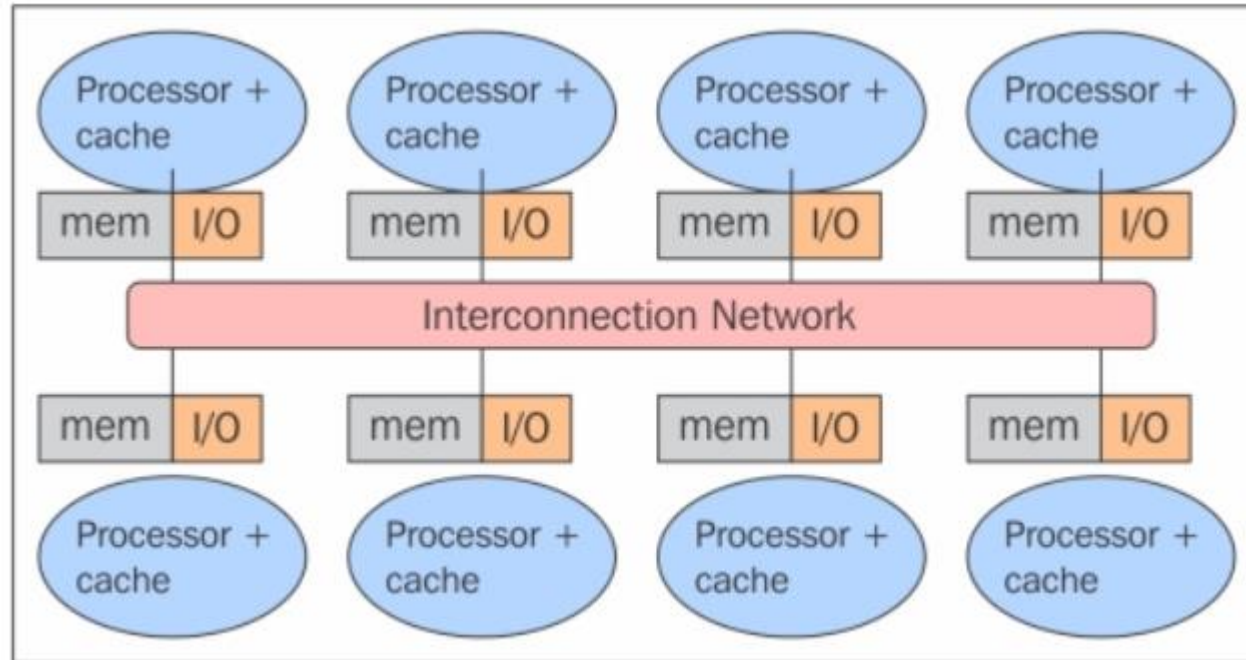 Processor +
cache
Processor +
cache
Processor +
cache
Processor +
cache
mem I/O
mem I/O
mem I/O
mem I/O
Interconnection Network
mem I/O
mem I/O
mem I/O
mem I/O
Processor +
cache
Processor +
cache
Processor +
cache
Processor +
cache